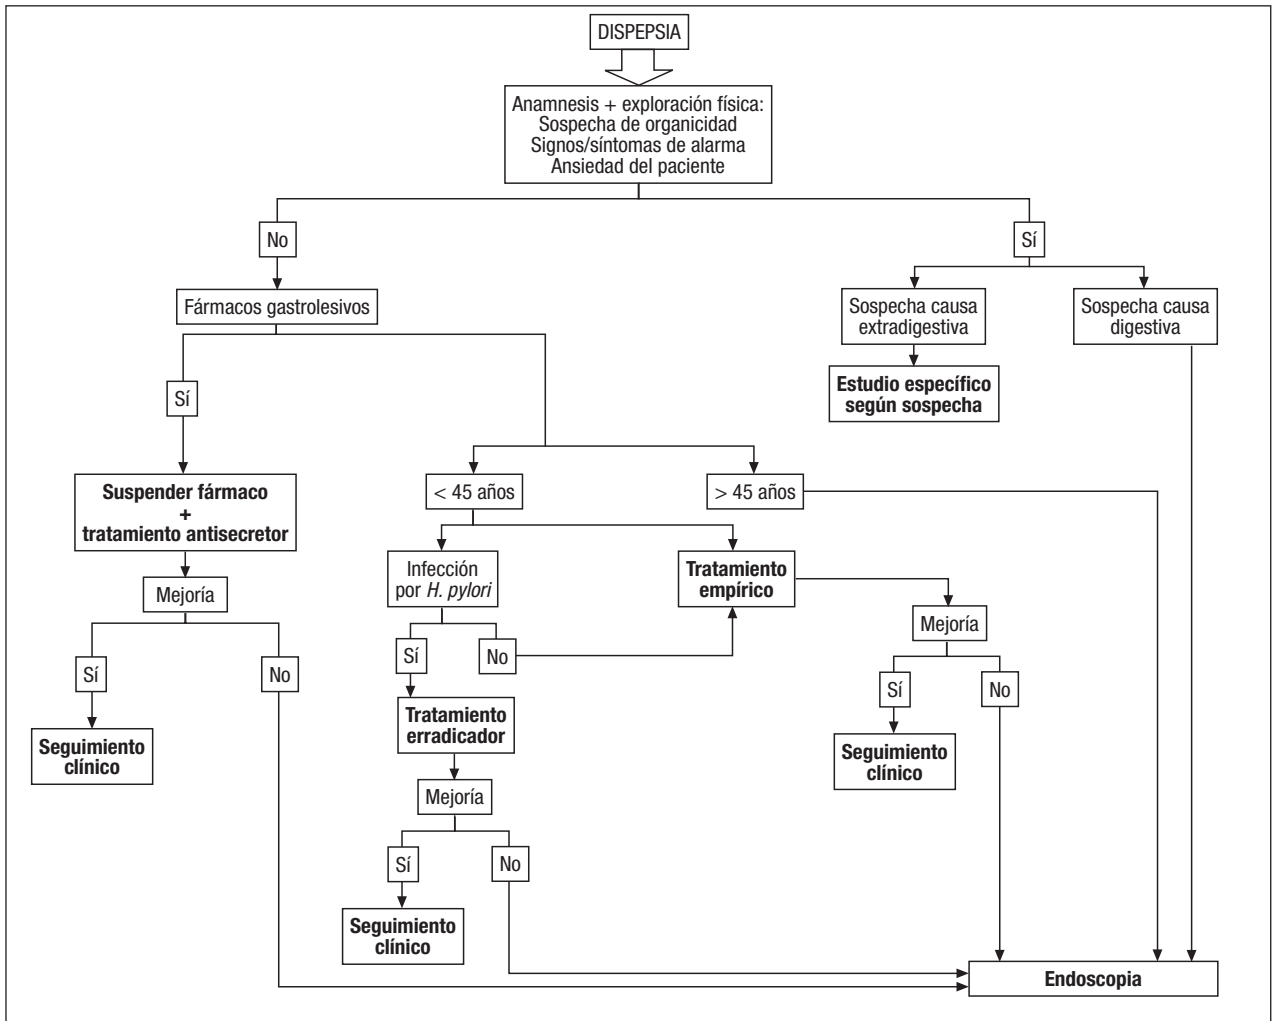 DISPEPSIA
Anamnesis + exploración física:
Sospecha de organicidad
Signos/síntomas de alarma
Ansiedad del paciente
No
Sí
Fármacos gastrolesivos
Sospecha causa
extradigestiva
Sospecha causa
digestiva
Estudio específico
según sospecha
Sí
Suspender fármaco
+
tratamiento antisecretor
< 45 años
> 45 años
Infección
por H. pylori
Tratamiento
empírico
Mejoría
Mejoría
Sí
No
Sí
No
Sí
No
Seguimiento
clínico
Tratamiento
erradicador
Seguimiento
clínico
Mejoría
Sí
No
Seguimiento
clínico
Endoscopia